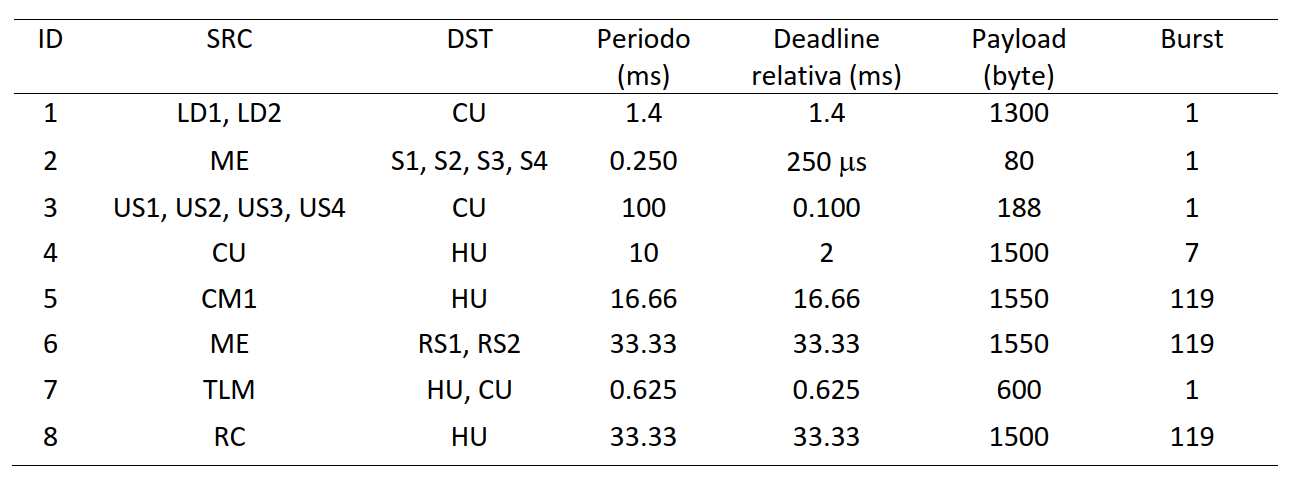 ID SRC DST Periodo (ms) Deadline relativa (ms) Payload (byte) Burst
1 LD1, LD2 CU 1.4 1.4 1300 1
2 ME S1, S2, S3, S4 0.250 250 μs 80 1
3 US1, US2, US3, US4 CU 100 0.100 188 1
4 CU HU 10 2 1500 7
5 CM1 HU 16.66 16.66 1550 119
6 ME RS1, RS2 33.33 33.33 1550 119
7 TLM HU, CU 0.625 0.625 600 1
8 RC HU 33.33 33.33 1500 119